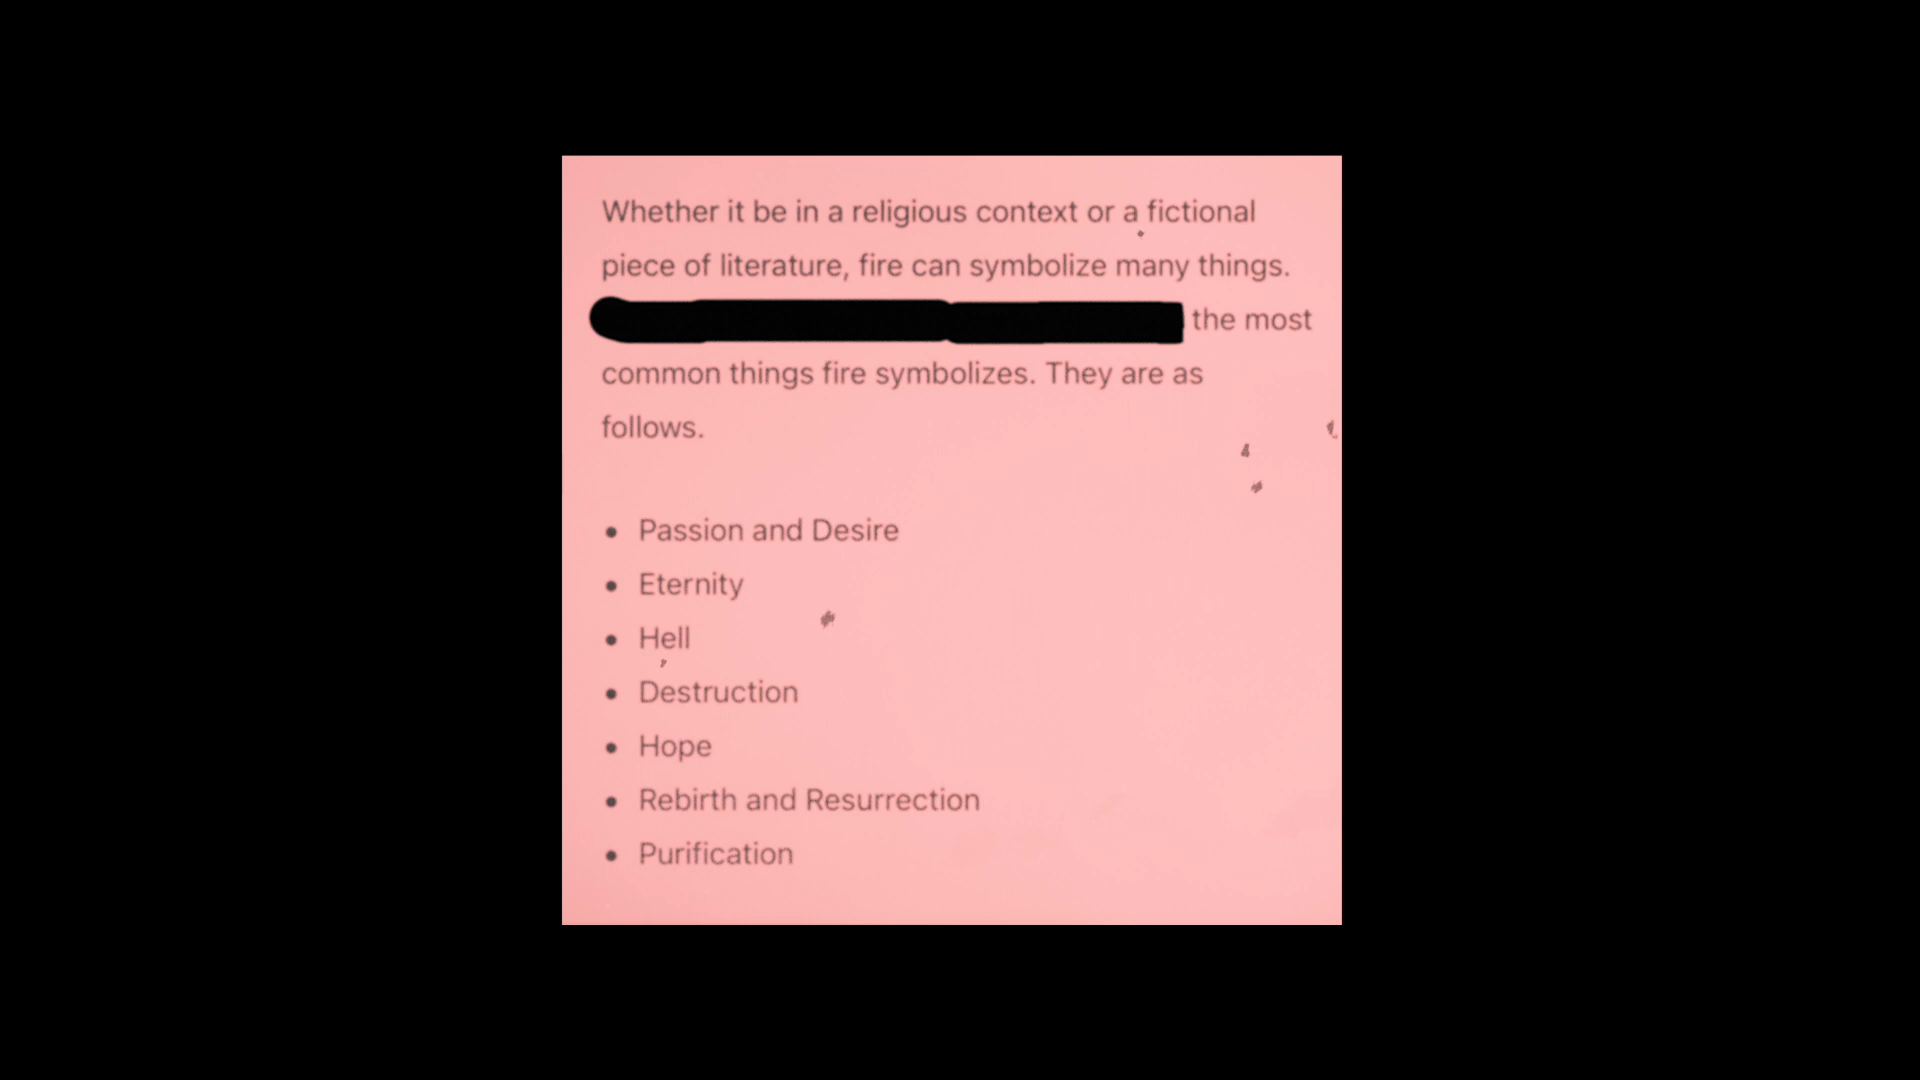 Whether it be in a religious context or a fictional
piece of literature, fire can symbolize many things.
the most
common things fire symbolizes. They are as
follows.
• Passion and Desire
• Eternity
• Hell
• Destruction
• Hope
• Rebirth and Resurrection
• Purification